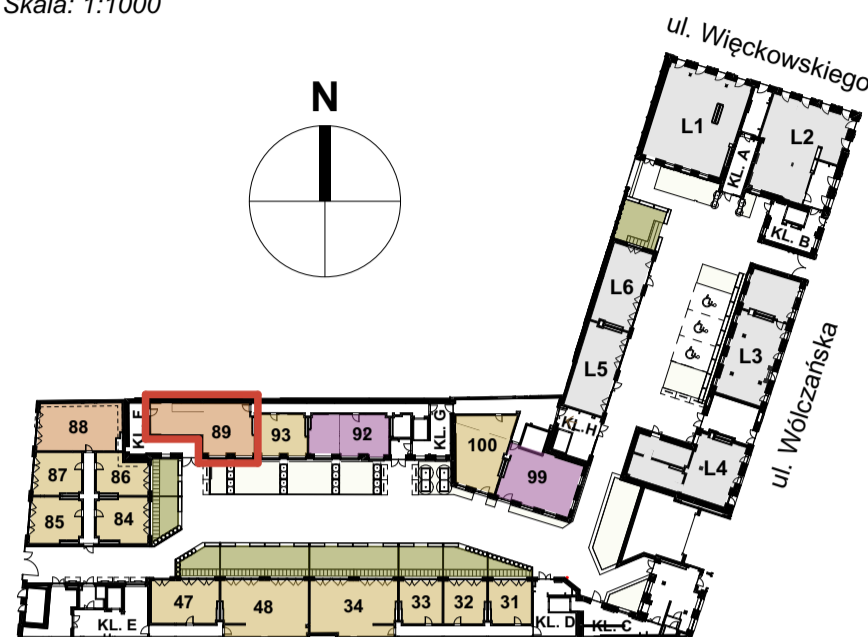 Skala: 1:1000
ul. Więckowskiego
N
L1
L2
KL. A
KL. B
L6
L3
L5
ul. Wólczańska
KL. F
KL. G
KL.H
88
89
93
92
100
L4
87
86
99
85
84
47
48
34
33
32
31
KL. E
KL. D
KL. C